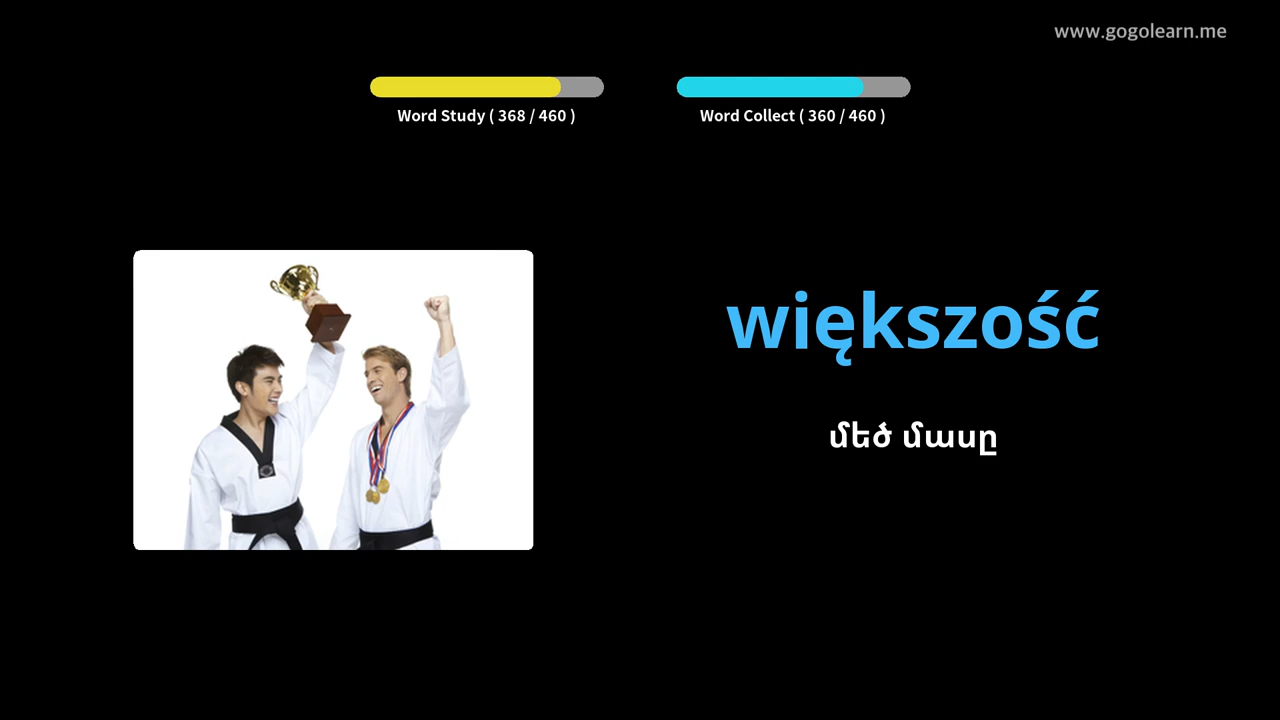 www.gogolearn.me
Word Study ( 368 / 460 )
Word Collect ( 360 / 460 )
większość
մեծ մասը